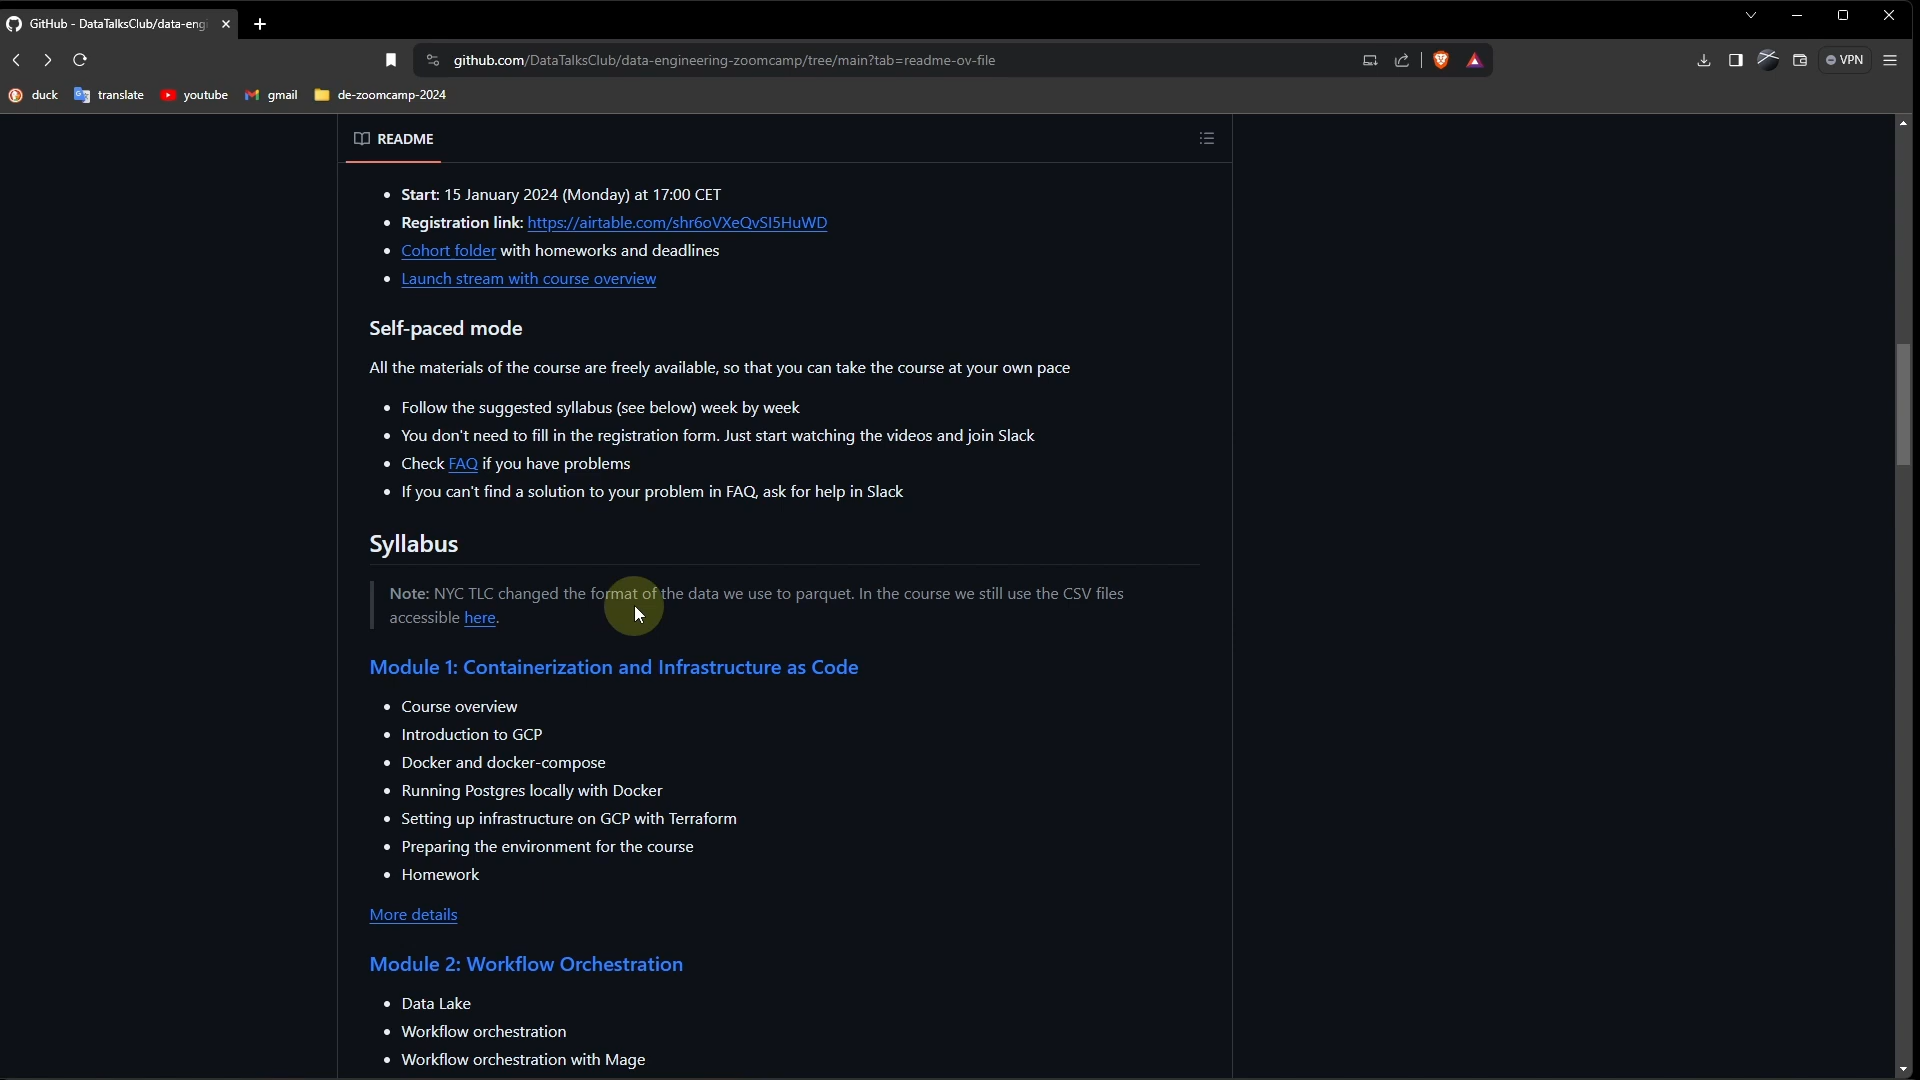 GitHub - DataTalksClub/data-engi
github.com/DataTalksClub/data-engineering-zoomcamp/tree/main?tab=readme-ov-file
VPN
duck translate youtube gmail de-zoomcamp-2024
README
Start: 15 January 2024 (Monday) at 17:00 CET
Registration link: https://airtable.com/shr6oVXeQvSI5HuWD
Cohort folder with homeworks and deadlines
Launch stream with course overview
Self-paced mode
All the materials of the course are freely available, so that you can take the course at your own pace
Follow the suggested syllabus (see below) week by week
You don't need to fill in the registration form. Just start watching the videos and join Slack
Check FAQ if you have problems
If you can't find a solution to your problem in FAQ, ask for help in Slack
Syllabus
Note: NYC TLC changed the format of the data we use to parquet. In the course we still use the CSV files
accessible here.
Module 1: Containerization and Infrastructure as Code
Course overview
Introduction to GCP
Docker and docker-compose
Running Postgres locally with Docker
Setting up infrastructure on GCP with Terraform
Preparing the environment for the course
Homework
More details
Module 2: Workflow Orchestration
Data Lake
Workflow orchestration
Workflow orchestration with Mage